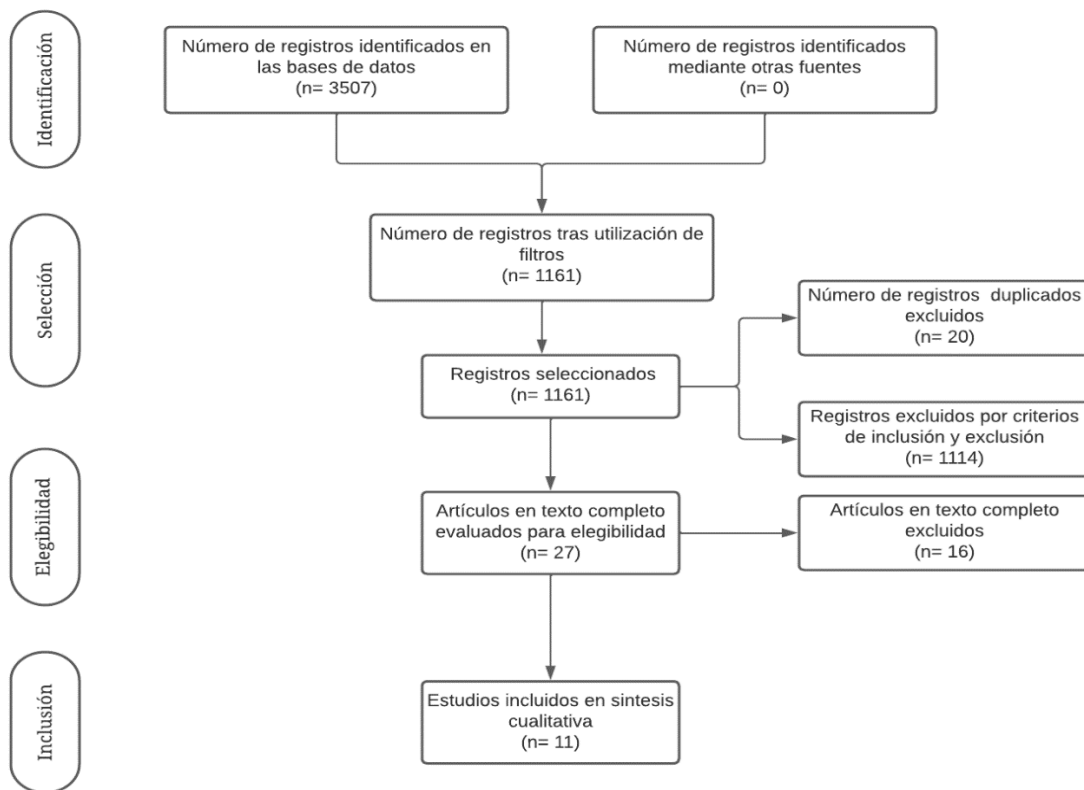 Identificación
Número de registros identificados en
las bases de datos
(n= 3507)
Número de registros identificados
mediante otras fuentes
(n= 0)
Selección
Número de registros tras utilización de
filtros
(n= 1161)
Número de registros  duplicados
excluidos
(n= 20)
Registros seleccionados
(n= 1161)
Registros excluidos por criterios
de inclusión y exclusión
(n= 1114)
Elegibilidad
Artículos en texto completo
evaluados para elegibilidad
(n= 27)
Artículos en texto completo
excluidos
(n= 16)
Inclusión
Estudios incluidos en sintesis
cualitativa
(n= 11)